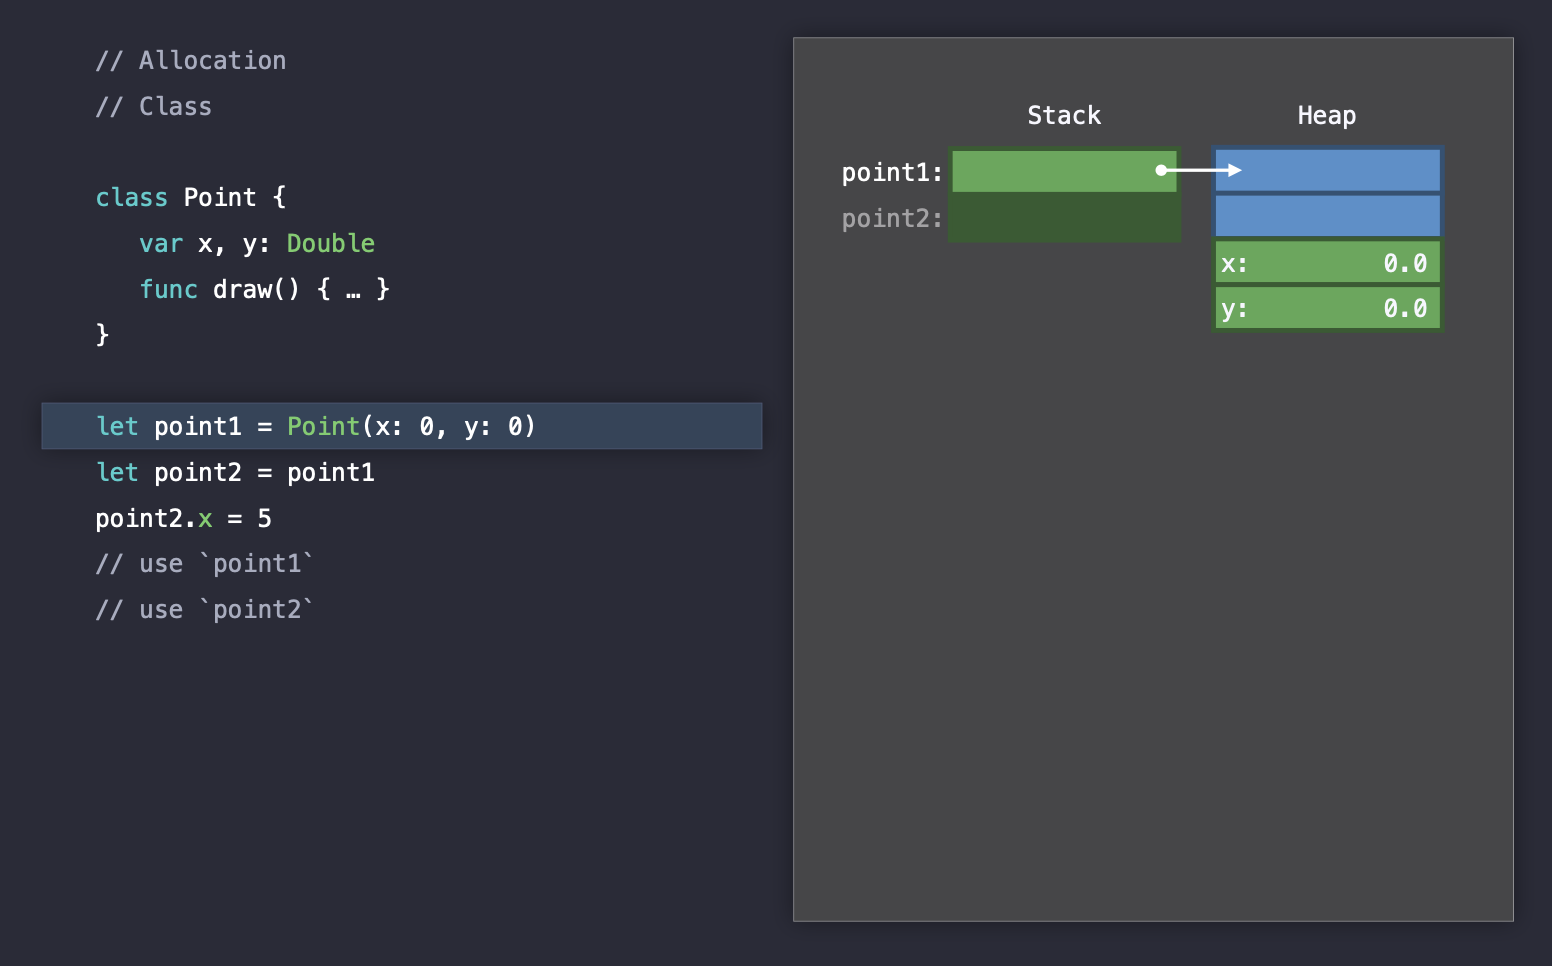 // Allocation
// Class
class Point {
var x, y: Double
func draw() { … }
}
let point1 = Point(x: 0, y: 0)
let point2 = point1
point2.x = 5
// use `point1`
// use `point2`
Stack Heap
point1:
point2:
x: 0.0
y: 0.0